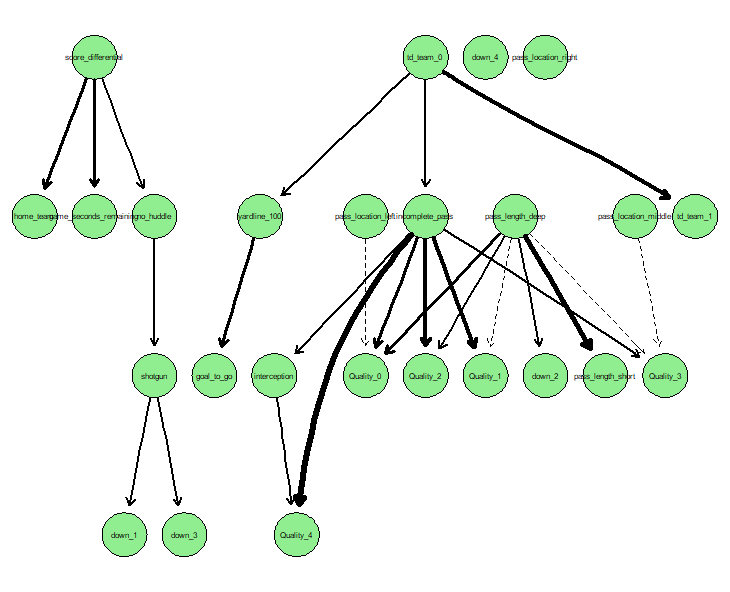 score_differential
td_team_0
down_4
pass_location_right
home_team
game_seconds_remaining
no_huddle
yardline_100
pass_location_left
incomplete_pass
pass_length_deep
pass_location_middle
td_team_1
shotgun
goal_to_go
interception
Quality_0
Quality_2
Quality_1
down_2
pass_length_short
Quality_3
down_1
down_3
Quality_4